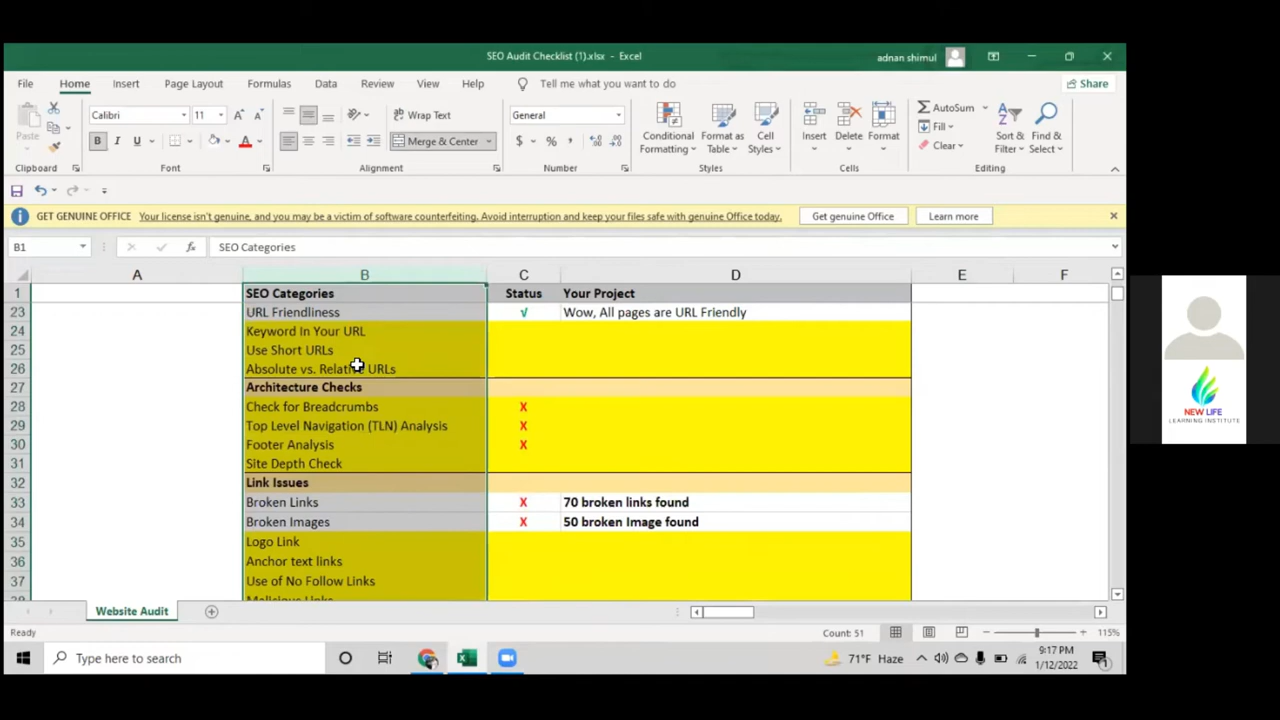 SEO Audit Checklist (1).xlsx - Excel
adnan shimul
File Home Insert Page Layout Formulas Data Review View Help Tell me what you want to do Share
Paste
Calibri 11
B I U
Wrap Text
Merge & Center
General
$ % ,
Conditional Formatting
Format as Table
Cell Styles
Insert Delete Format
AutoSum
Fill
Clear
Sort & Filter
Find & Select
Clipboard Font Alignment Number Styles Cells Editing
GET GENUINE OFFICE Your license isn't genuine, and you may be a victim of software counterfeiting. Avoid interruption and keep your files safe with genuine Office today. Get genuine Office Learn more
B1 fx SEO Categories
A B C D E F
1 SEO Categories Status Your Project
23 URL Friendliness √ Wow, All pages are URL Friendly
24 Keyword In Your URL
25 Use Short URLs
26 Absolute vs. Relative URLs
27 Architecture Checks
28 Check for Breadcrumbs X
29 Top Level Navigation (TLN) Analysis X
30 Footer Analysis X
31 Site Depth Check
32 Link Issues
33 Broken Links X 70 broken links found
34 Broken Images X 50 broken Image found
35 Logo Link
36 Anchor text links
37 Use of No Follow Links
Website Audit
Ready Count: 51 115%
Type here to search
71°F Haze
9:17 PM
1/12/2022
NEW LIFE
LEARNING INSTITUTE